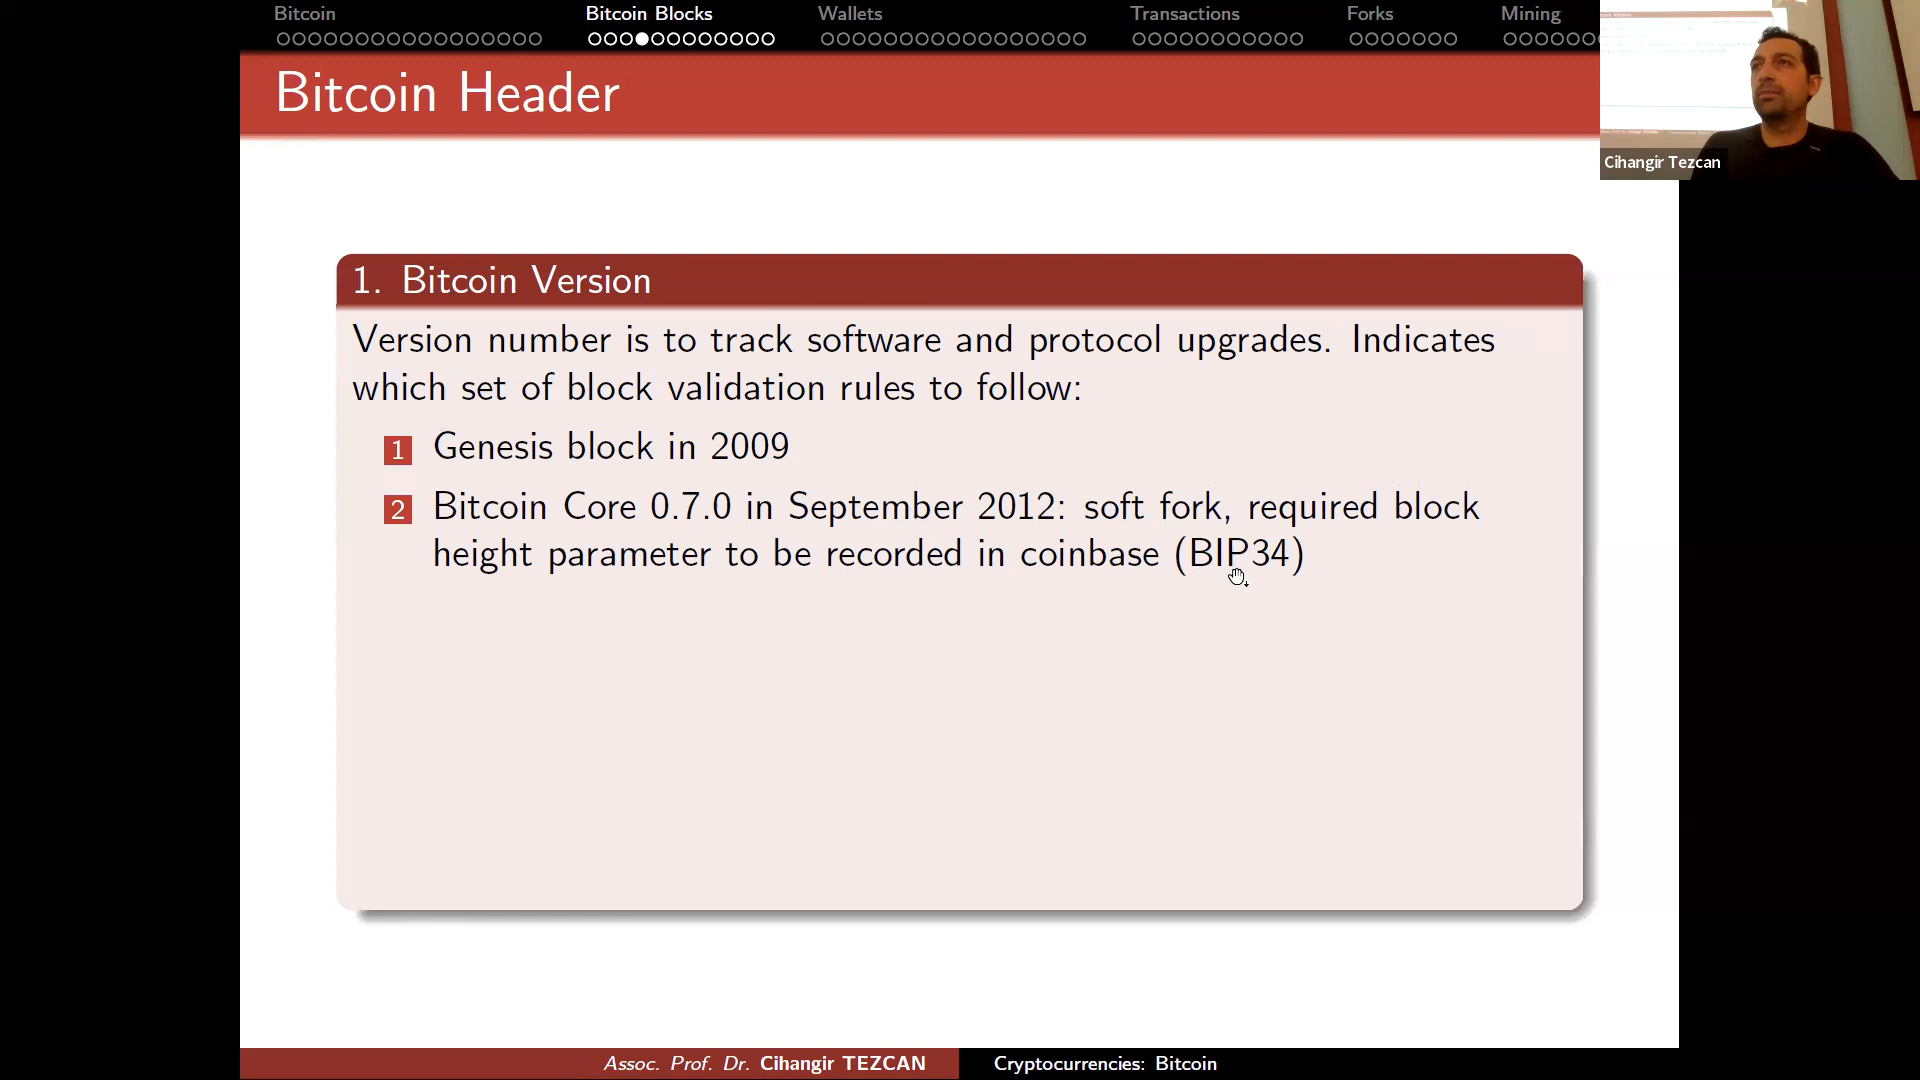 Bitcoin
Bitcoin Blocks
Wallets
Transactions
Forks
Mining
Bitcoin Header
Cihangir Tezcan
1. Bitcoin Version
Version number is to track software and protocol upgrades. Indicates
which set of block validation rules to follow:
1 Genesis block in 2009
2 Bitcoin Core 0.7.0 in September 2012: soft fork, required block
height parameter to be recorded in coinbase (BIP34)
Assoc. Prof. Dr. Cihangir TEZCAN
Cryptocurrencies: Bitcoin